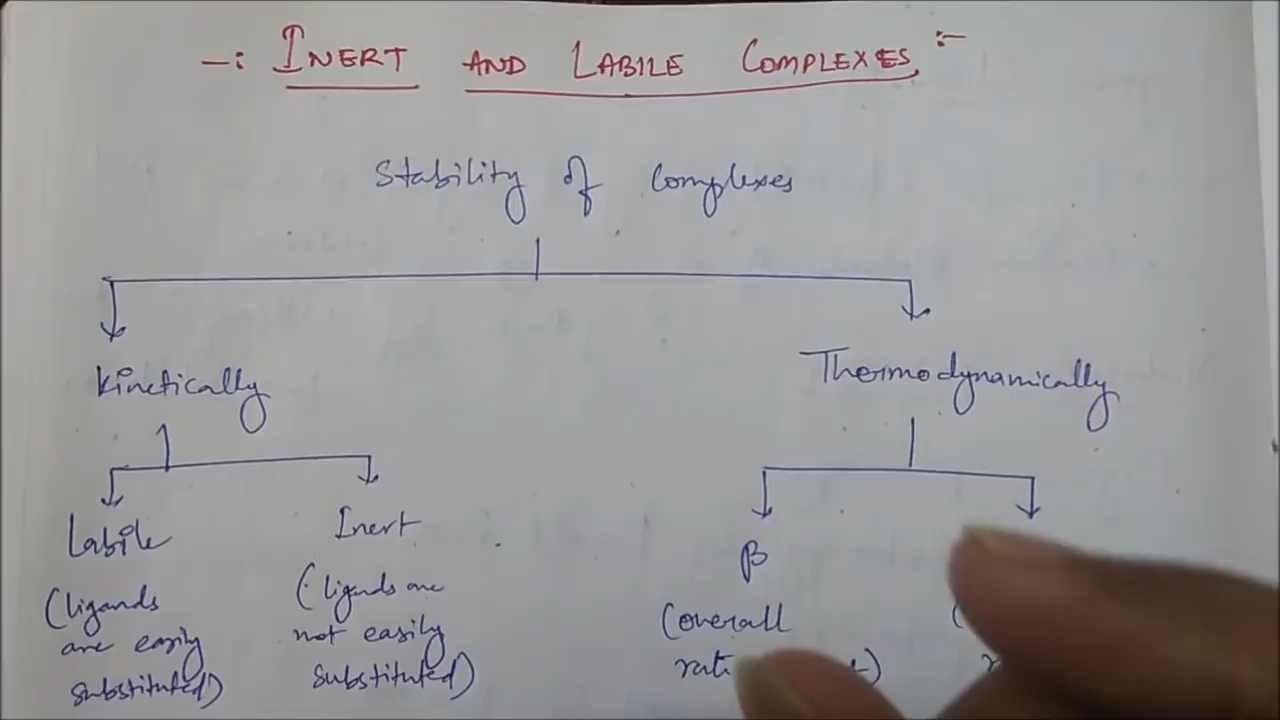 -: INERT AND LABILE COMPLEXES :-
Stability of Complexes
Kinetically
Thermodynamically
Labile
(ligands
are easily
substituted)
Inert
(ligands are
not easily
substituted)
β
(overall